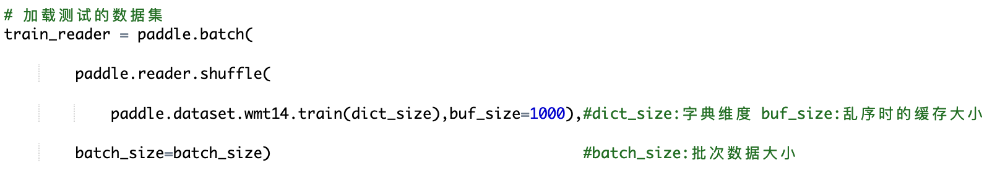 # 加载测试的数据集
train_reader = paddle.batch(
paddle.reader.shuffle(
paddle.dataset.wmt14.train(dict_size),buf_size=1000),#dict_size:字典维度 buf_size:乱序时的缓存大小
batch_size=batch_size) #batch_size:批次数据大小